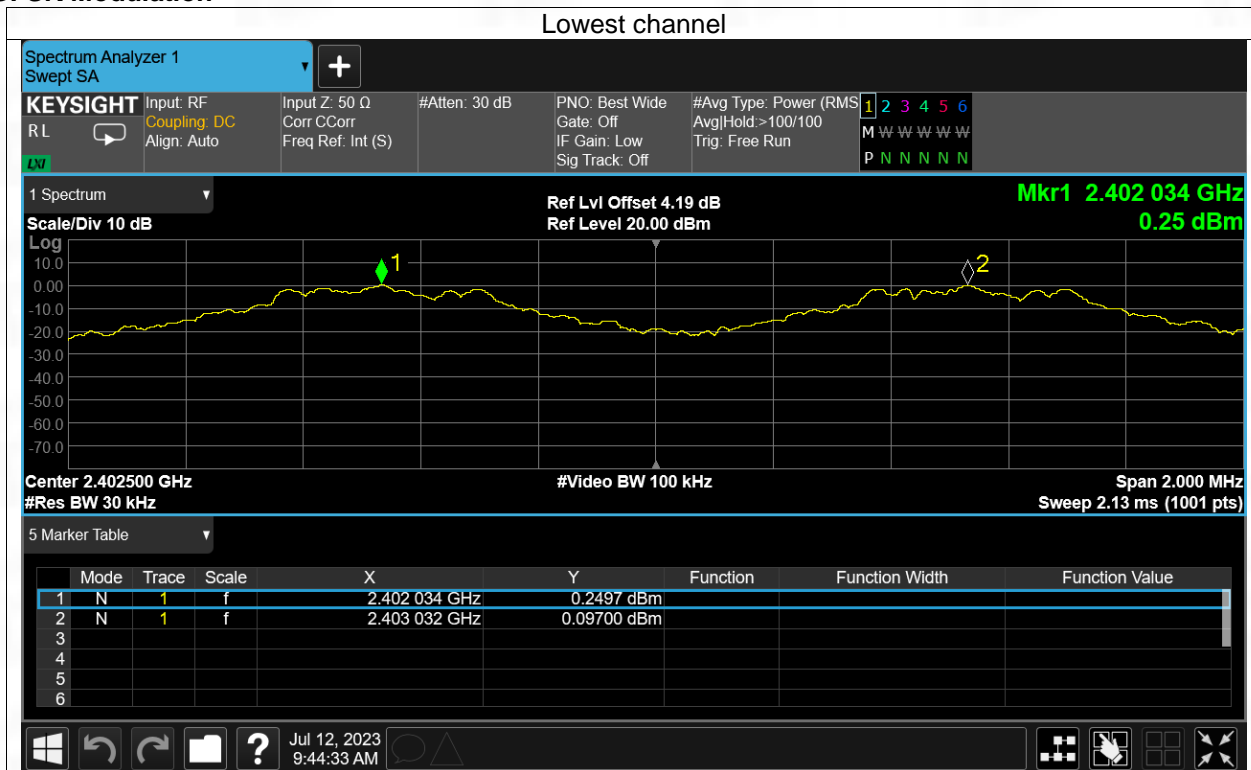 Lowest channel
Spectrum Analyzer 1
Swept SA
KEYSIGHT
R L
LXI
Input: RF
Coupling: DC
Align: Auto
Input Z: 50 Ω
Corr CCorr
Freq Ref: Int (S)
#Atten: 30 dB
PNO: Best Wide
Gate: Off
IF Gain: Low
Sig Track: Off
#Avg Type: Power (RMS
Avg|Hold:>100/100
Trig: Free Run
1 2 3 4 5 6
M W W W W W
P N N N N N
1 Spectrum
Scale/Div 10 dB
Ref Lvl Offset 4.19 dB
Ref Level 20.00 dBm
Mkr1 2.402 034 GHz
0.25 dBm
Log
10.0
0.00
-10.0
-20.0
-30.0
-40.0
-50.0
-60.0
-70.0
1
2
Center 2.402500 GHz
#Res BW 30 kHz
#Video BW 100 kHz
Span 2.000 MHz
Sweep 2.13 ms (1001 pts)
5 Marker Table
Mode Trace Scale X Y Function Function Width Function Value
1 N 1 f 2.402 034 GHz 0.2497 dBm
2 N 1 f 2.403 032 GHz 0.09700 dBm
3
4
5
6
?
Jul 12, 2023
9:44:33 AM